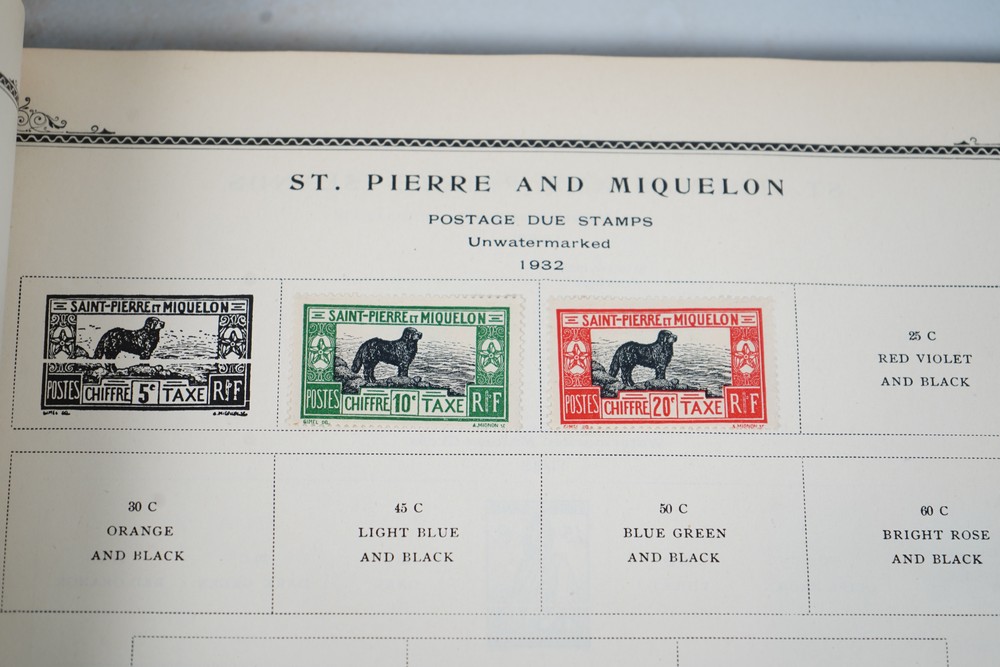 ST. PIERRE AND MIQUELON
POSTAGE DUE STAMPS
Unwatermarked
1932
SAINT-PIERRE ET MIQUELON
POSTES CHIFFRE 5c TAXE R F
SAINT-PIERRE ET MIQUELON
POSTES CHIFFRE 10c TAXE R F
SAINT-PIERRE ET MIQUELON
POSTES CHIFFRE 20c TAXE R F
25 C
RED VIOLET
AND BLACK
30 C
ORANGE
AND BLACK
45 C
LIGHT BLUE
AND BLACK
50 C
BLUE GREEN
AND BLACK
60 C
BRIGHT ROSE
AND BLACK